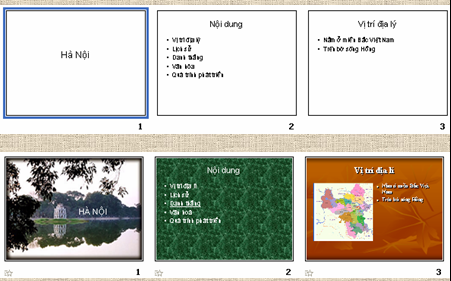 Hà Nội
1
Nội dung
• Vị trí địa lý
• Lịch sử
• Danh thắng
• Văn hóa
• Quá trình phát triển
2
Vị trí địa lý
• Nằm ở miền Bắc Việt Nam
• Trên bờ sông Hồng
3
HÀ NỘI
1
Nội dung
• Vị trí địa lí
• Lịch sử
• Danh thắng
• Văn hoá
• Quá trình phát triển
2
Vị trí địa lí
• Nằm ở miền Bắc Việt
Nam
• Trên bờ sông Hồng
3